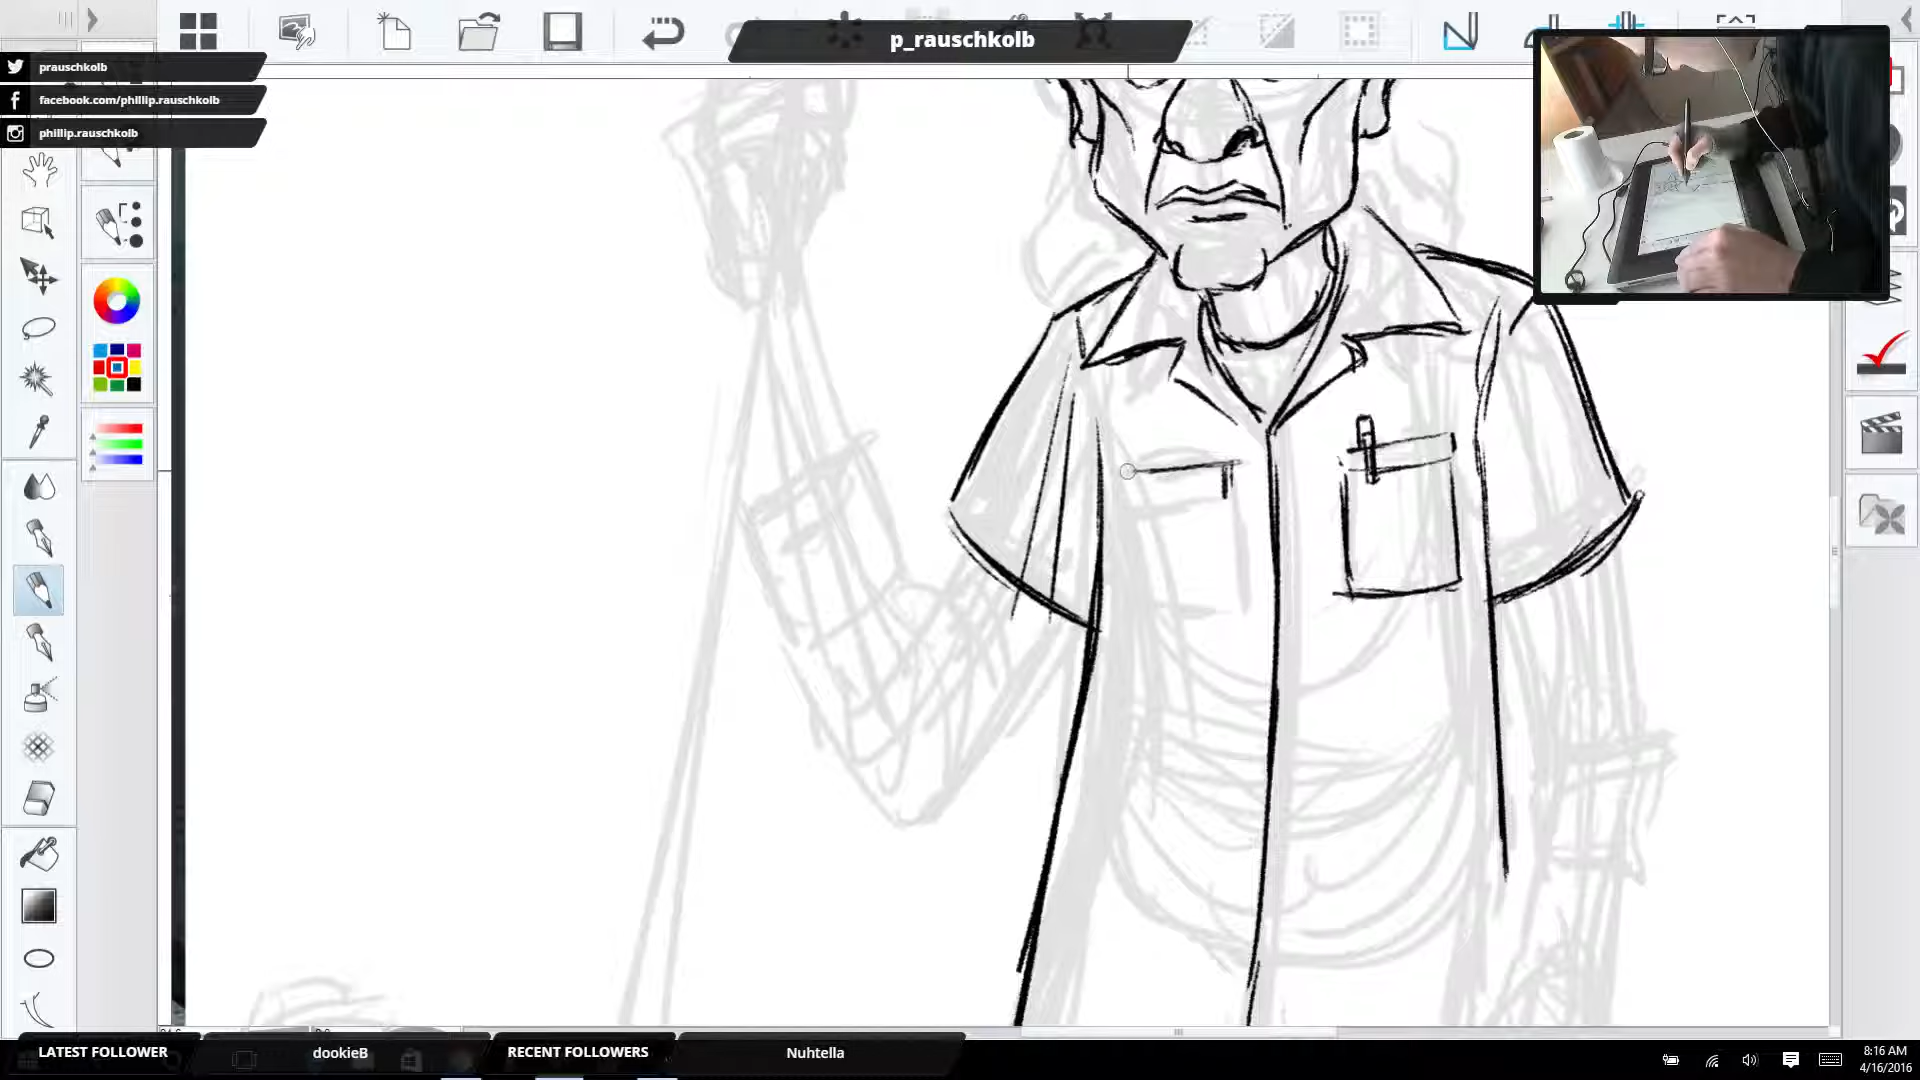 p_rauschkolb
prauschkolb
facebook.com/phillip.rauschkolb
phillip.rauschkolb
LATEST FOLLOWER
dookieB
RECENT FOLLOWERS
Nuhtella
8:16 AM
4/16/2016